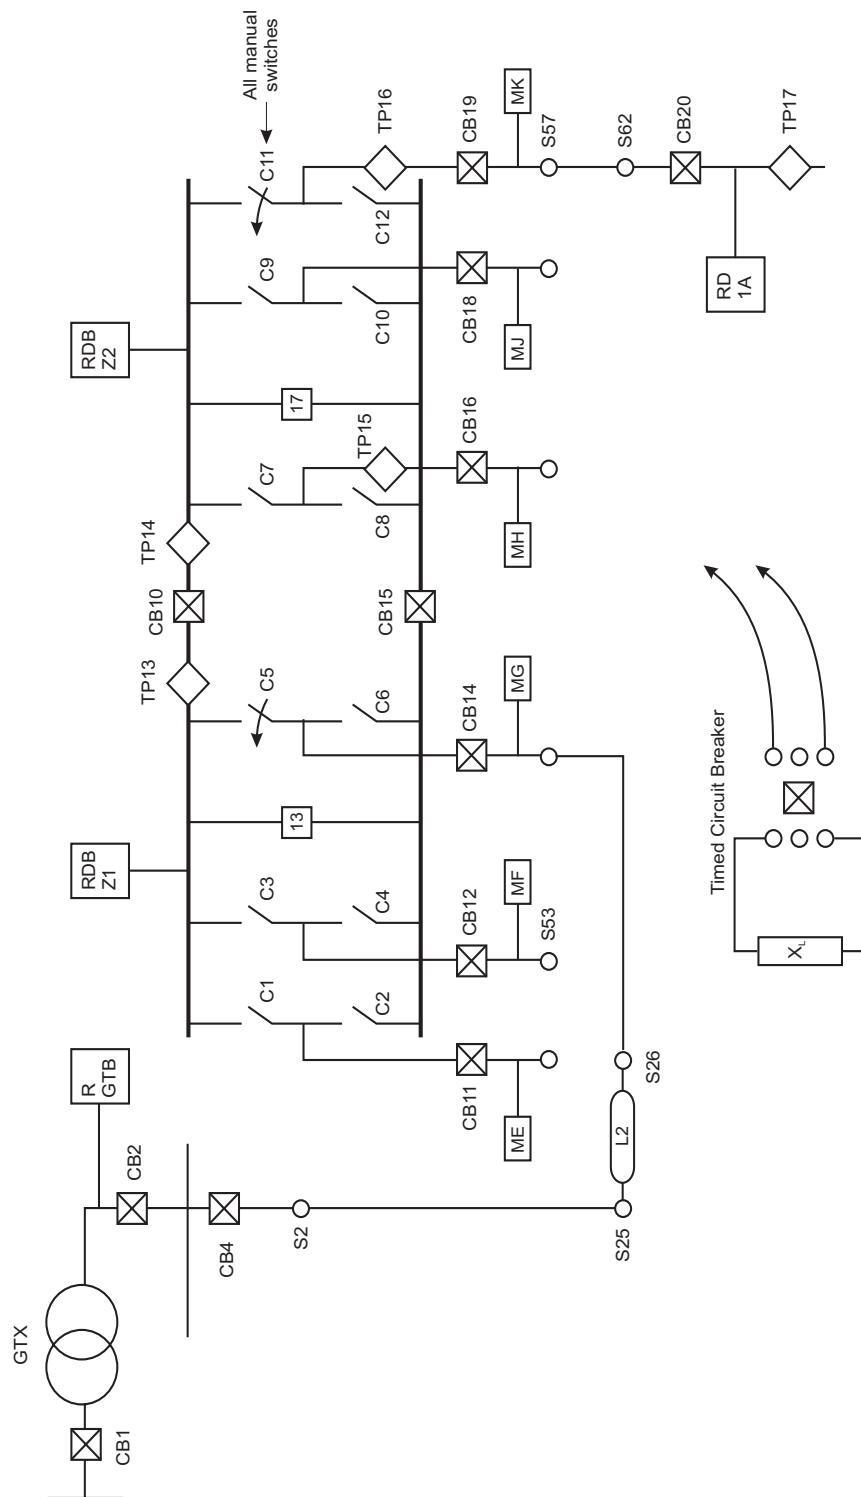 GTX
CB1
R
GTB
CB2
CB4
S2
S25
L2
S26
RDB
Z1
RDB
Z2
TP13
CB10
TP14
C1
C2
C3
C4
C5
C6
C7
C8
C9
C10
C11
C12
All manual
switches
13
17
CB15
TP15
TP16
CB11
ME
CB12
MF
S53
CB14
MG
CB16
MH
CB18
MJ
CB19
MK
S57
S62
CB20
RD
1A
TP17
Timed Circuit Breaker
XL